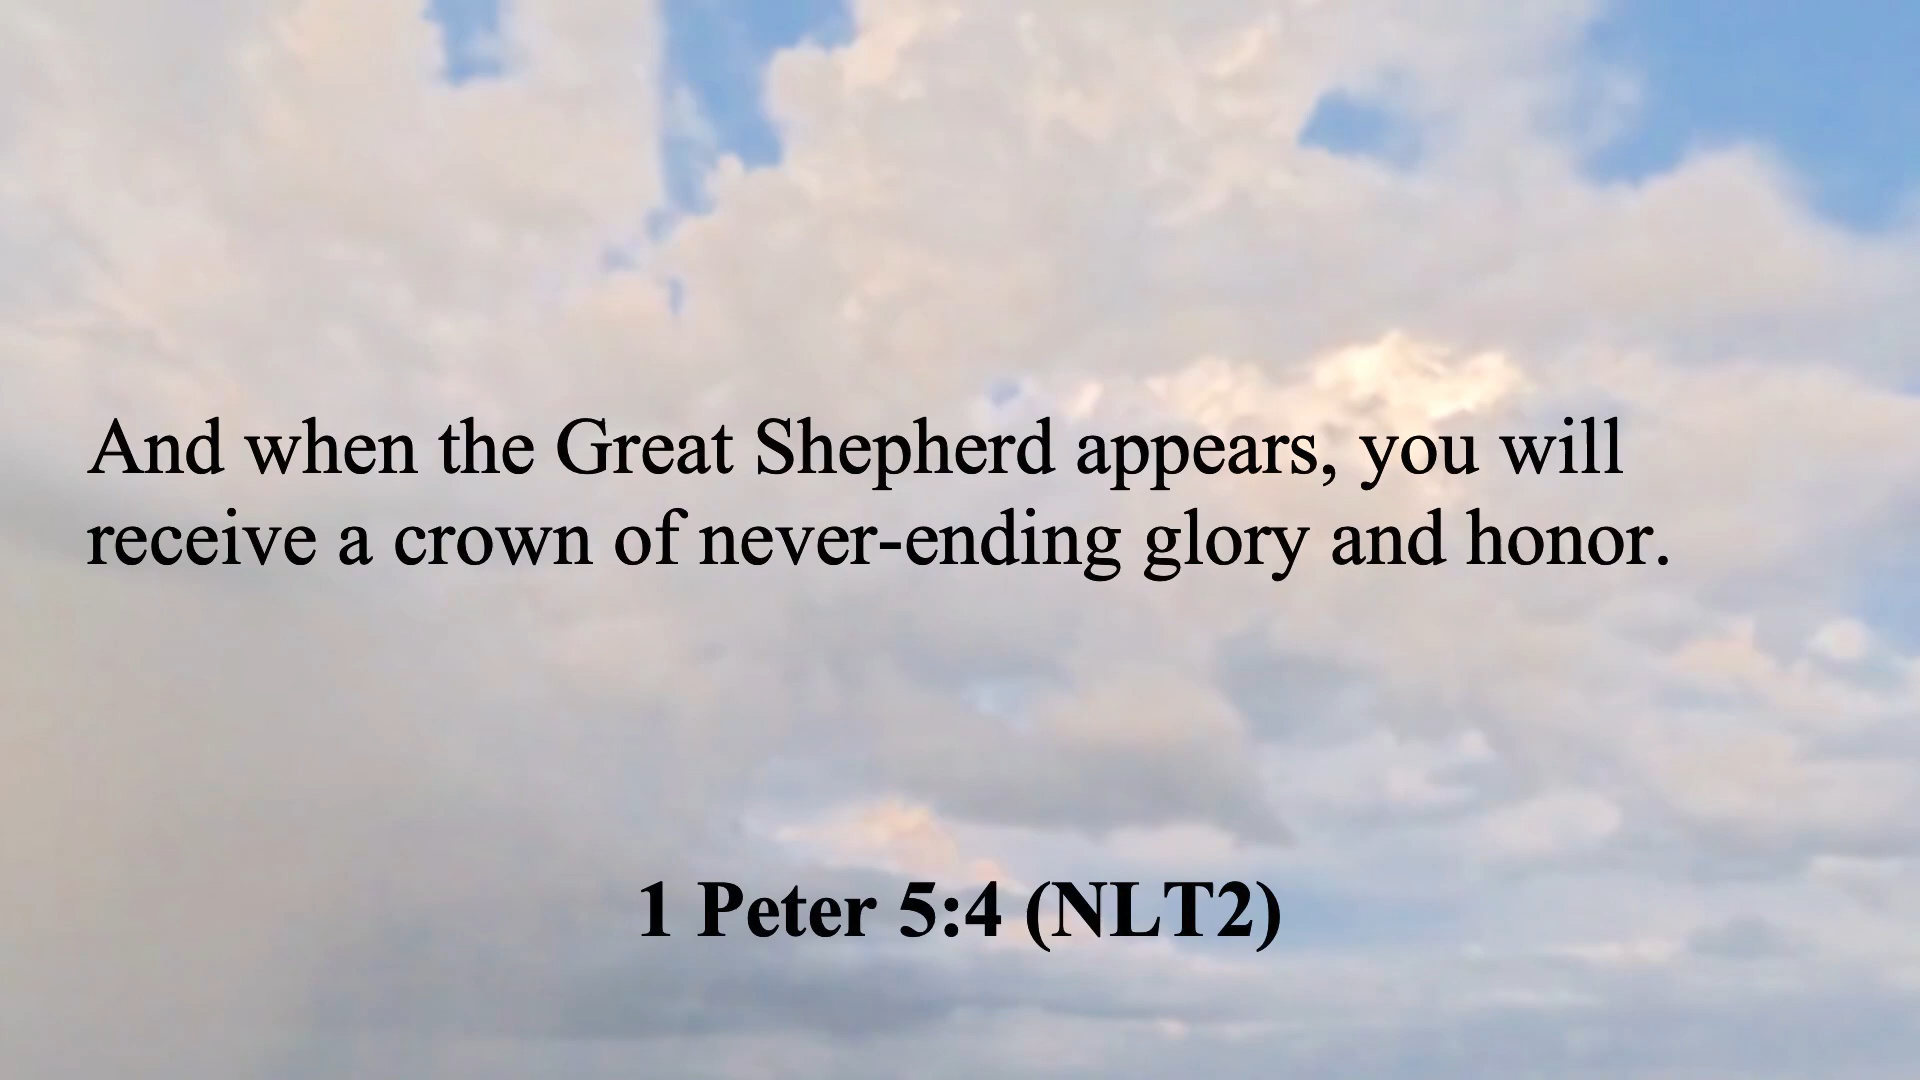 And when the Great Shepherd appears, you will
receive a crown of never-ending glory and honor.
1 Peter 5:4 (NLT2)